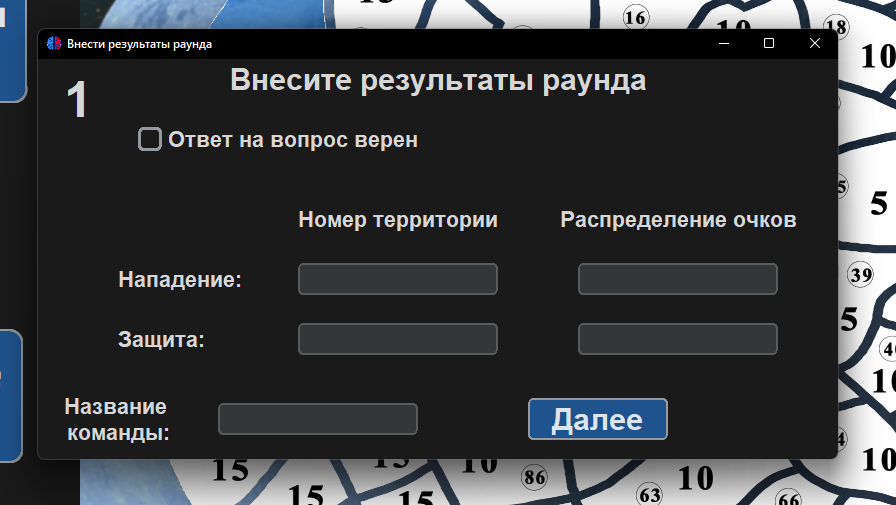 16
10
18
10
Внести результаты раунда
1
Внесите результаты раунда
Ответ на вопрос верен
5
Номер территории
Распределение очков
39
Нападение:
5
Защита:
10
Название
команды:
Далее
15
10
10
86
10
15
15
63
66